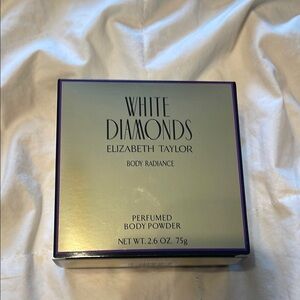 WHITE
DIAMONDS
ELIZABETH TAYLOR
BODY RADIANCE
PERFUMED
BODY POWDER
NET WT. 2.6 OZ. 75g